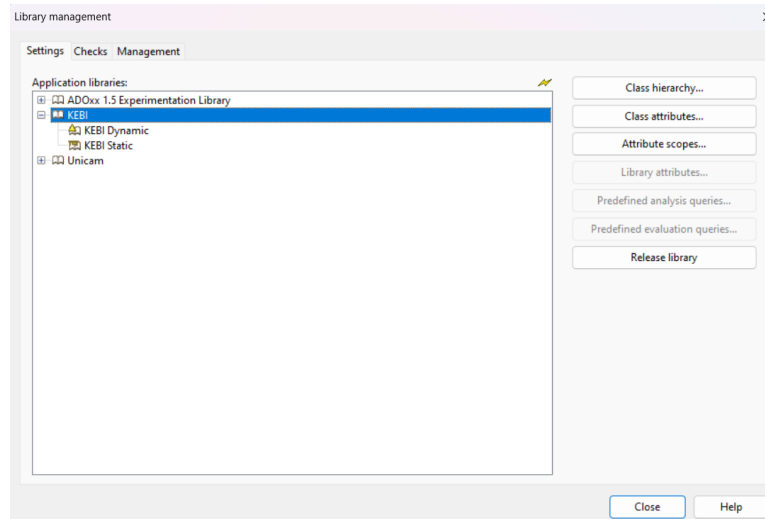 Library management
Settings Checks Management
Application libraries:
ADOxx 1.5 Experimentation Library
KEBI
KEBI Dynamic
KEBI Static
Unicam
Class hierarchy...
Class attributes...
Attribute scopes...
Library attributes...
Predefined analysis queries...
Predefined evaluation queries...
Release library
Close Help